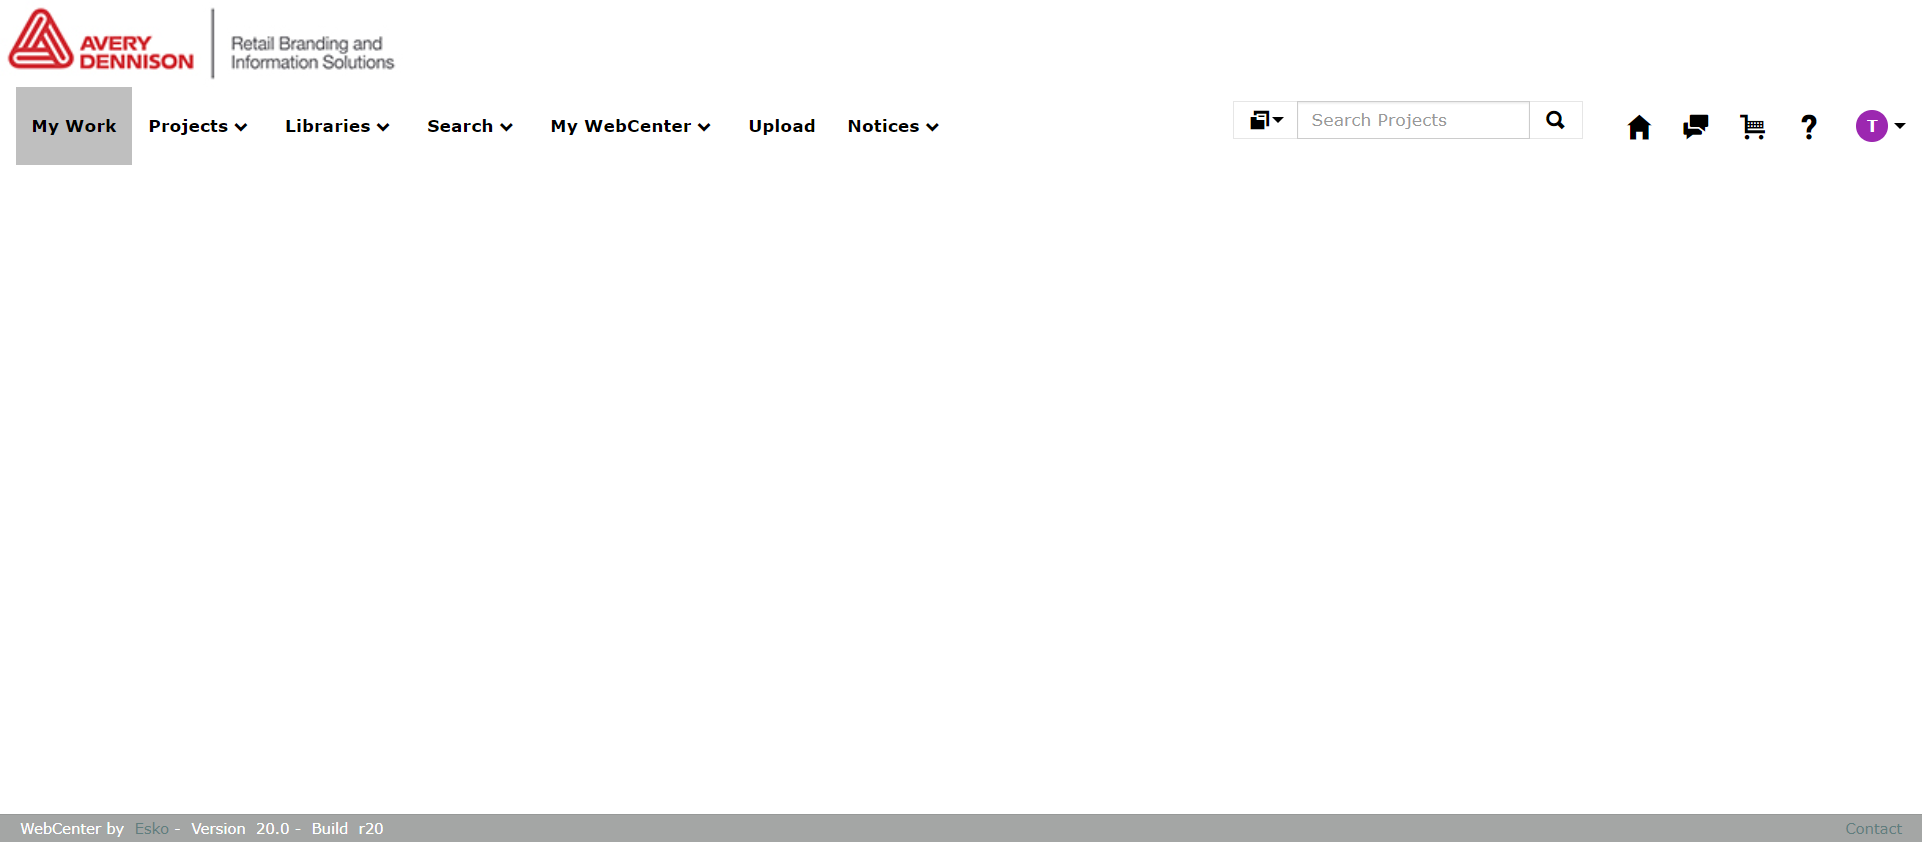 AVERY
DENNISON
Retail Branding and
Information Solutions
My Work Projects Libraries Search My WebCenter Upload Notices Search Projects ? T
WebCenter by Esko - Version 20.0 - Build r20 Contact